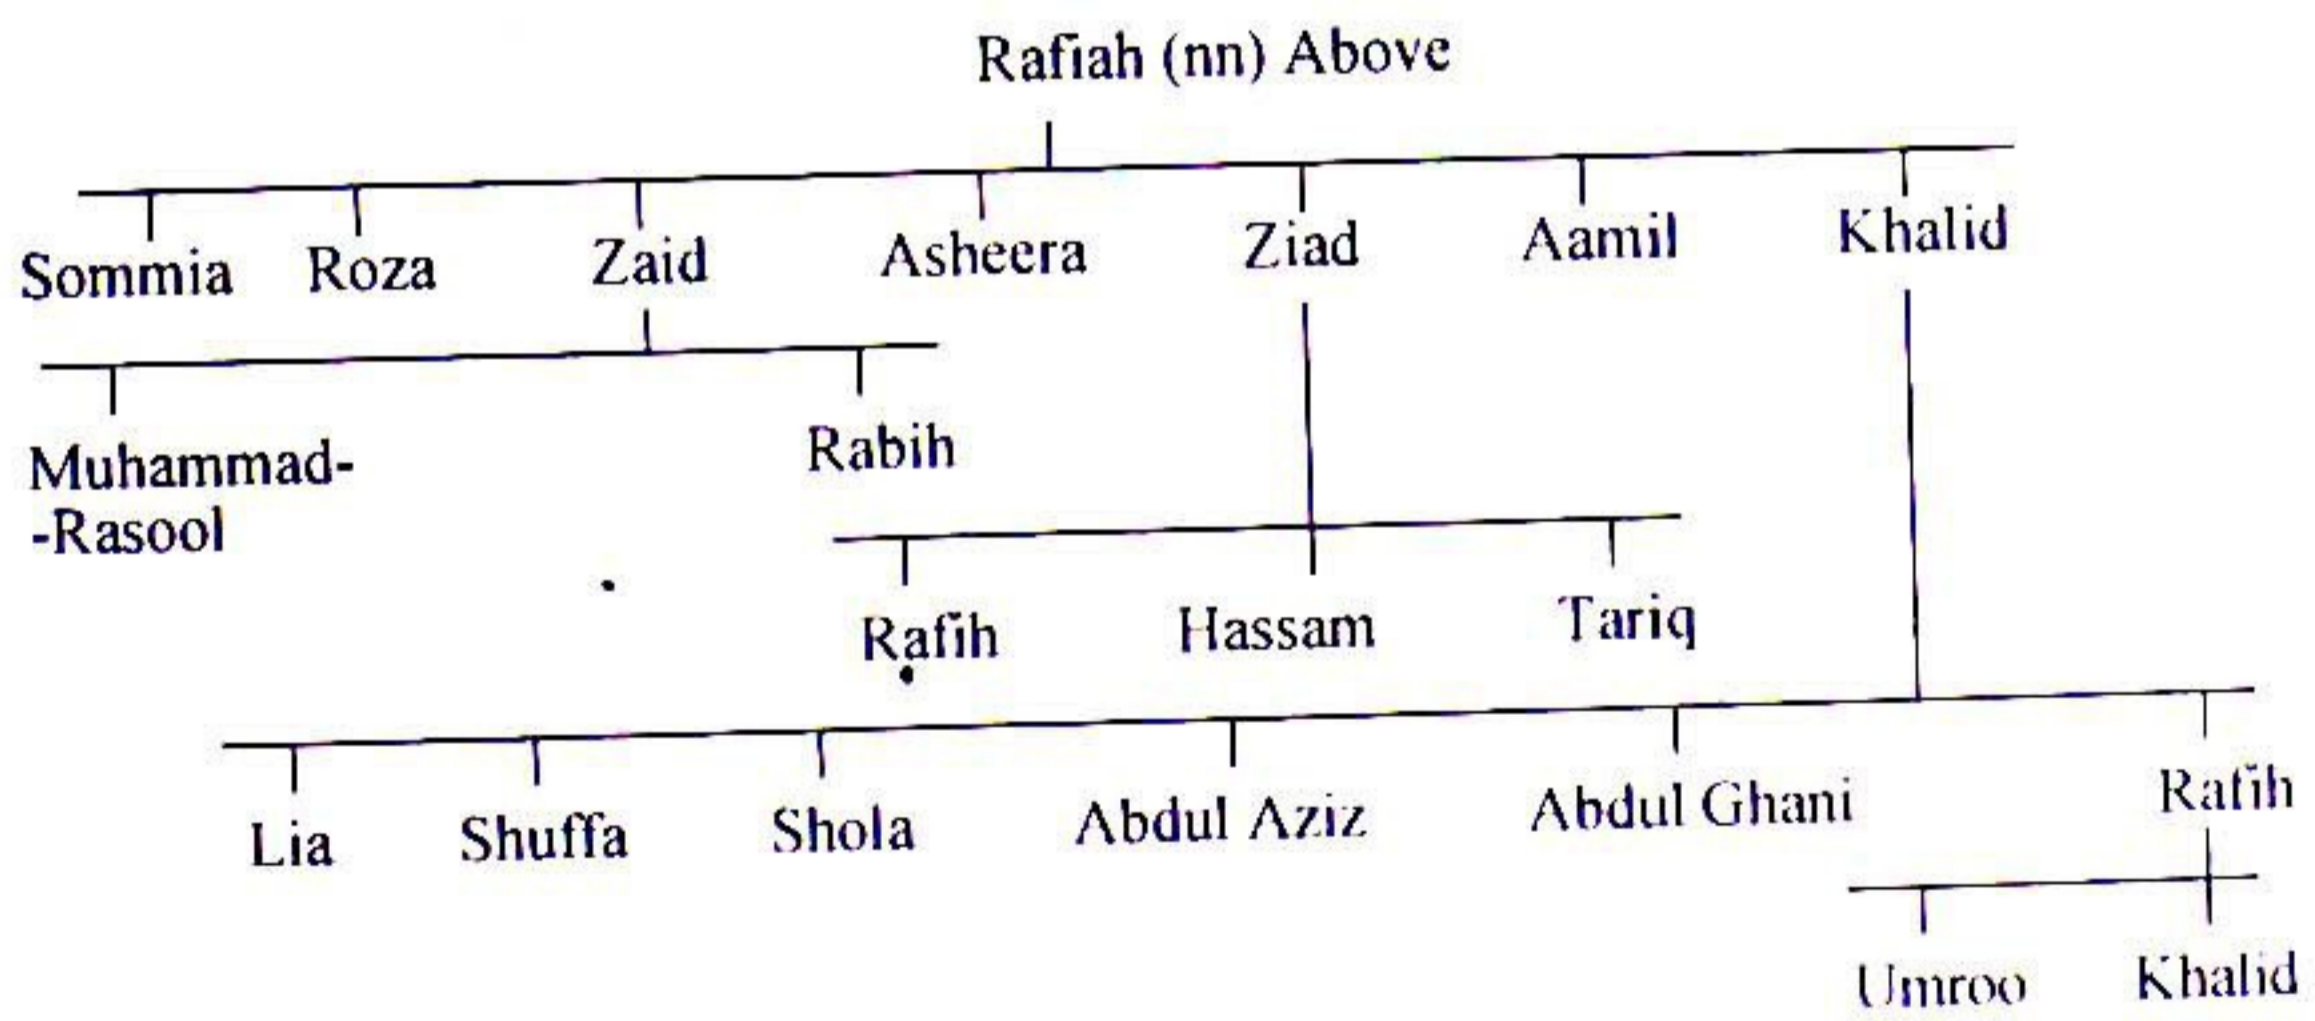 Rafiah (nn) Above
Sommia Roza Zaid Asheera Ziad Aamil Khalid
Muhammad-
-Rasool
Rabih
Rafih Hassam Tariq
Lia Shuffa Shola Abdul Aziz Abdul Ghani Rafih
Umroo Khalid